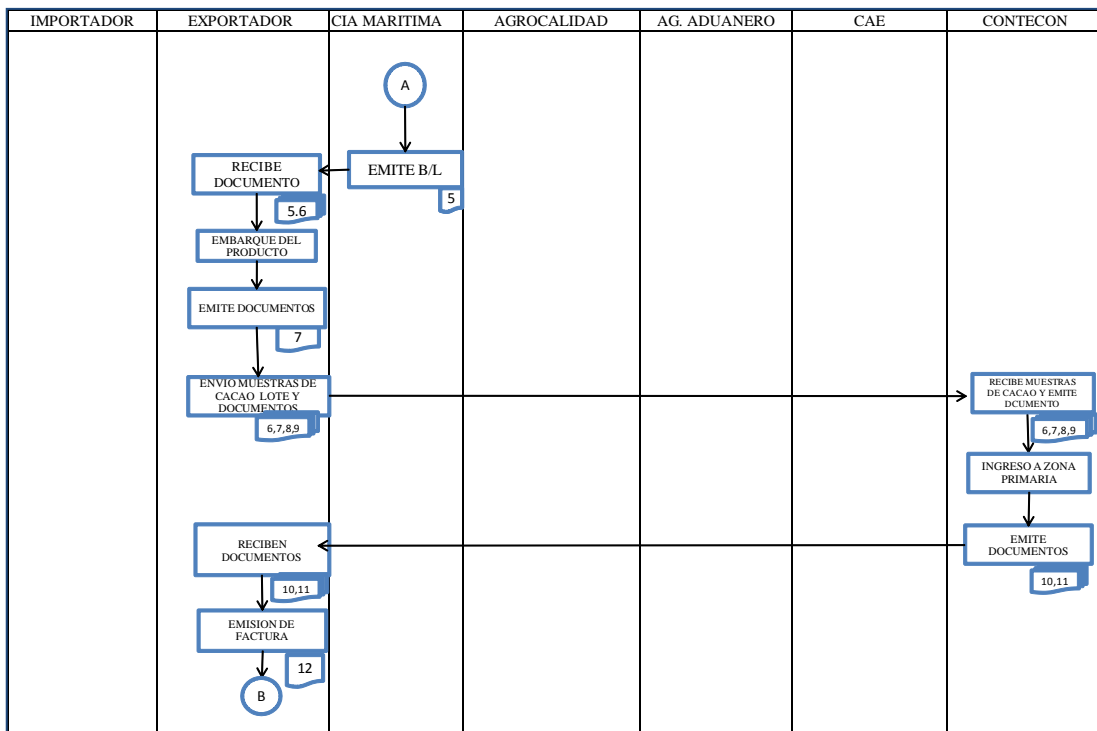 IMPORTADOR
EXPORTADOR
CIA MARITIMA
AGROCALIDAD
AG. ADUANERO
CAE
CONTECON
A
EMITE B/L
5
RECIBE
DOCUMENTO
5.6
EMBARQUE DEL
PRODUCTO
EMITE DOCUMENTOS
7
ENVIO MUESTRAS DE
CACAO LOTE Y
DOCUMENTOS
6,7,8,9
RECIBE MUESTRAS
DE CACAO Y EMITE
DCUMENTO
6,7,8,9
INGRESO A ZONA
PRIMARIA
EMITE
DOCUMENTOS
10,11
RECIBEN
DOCUMENTOS
10,11
EMISION DE
FACTURA
12
B